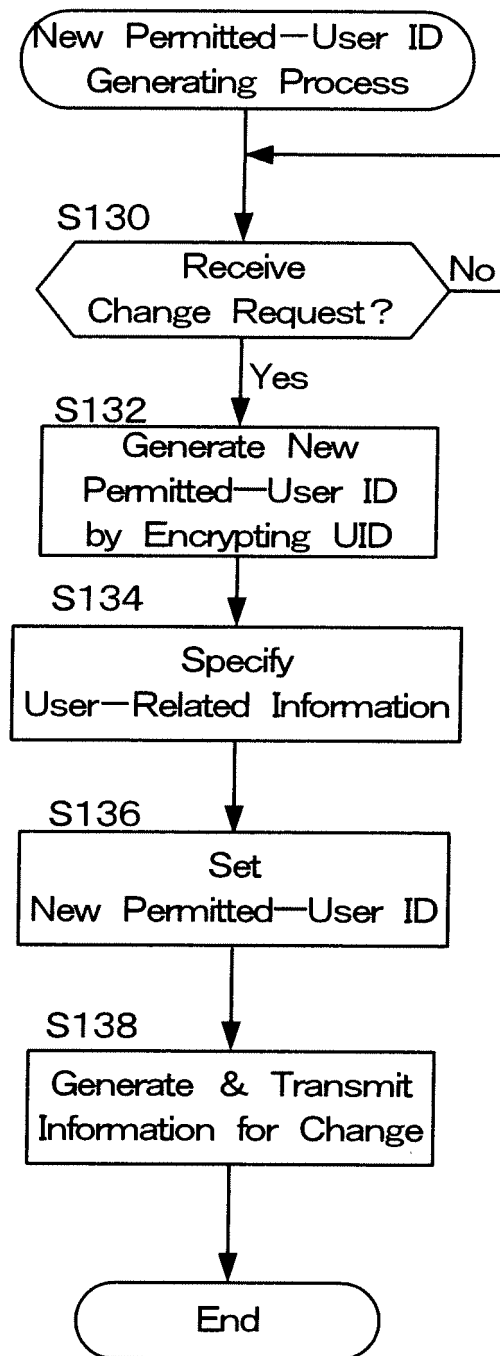 New Permitted—User ID
Generating Process
S130
Receive
Change Request?
No
Yes
S132
Generate New
Permitted—User ID
by Encrypting UID
S134
Specify
User—Related Information
S136
Set
New Permitted—User ID
S138
Generate & Transmit
Information for Change
End